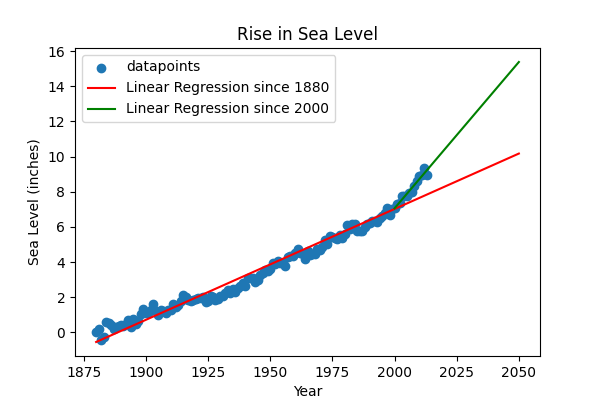 Rise in Sea Level
16
14
12
10
8
6
4
2
0
Sea Level (inches)
datapoints
Linear Regression since 1880
Linear Regression since 2000
1875 1900 1925 1950 1975 2000 2025 2050
Year